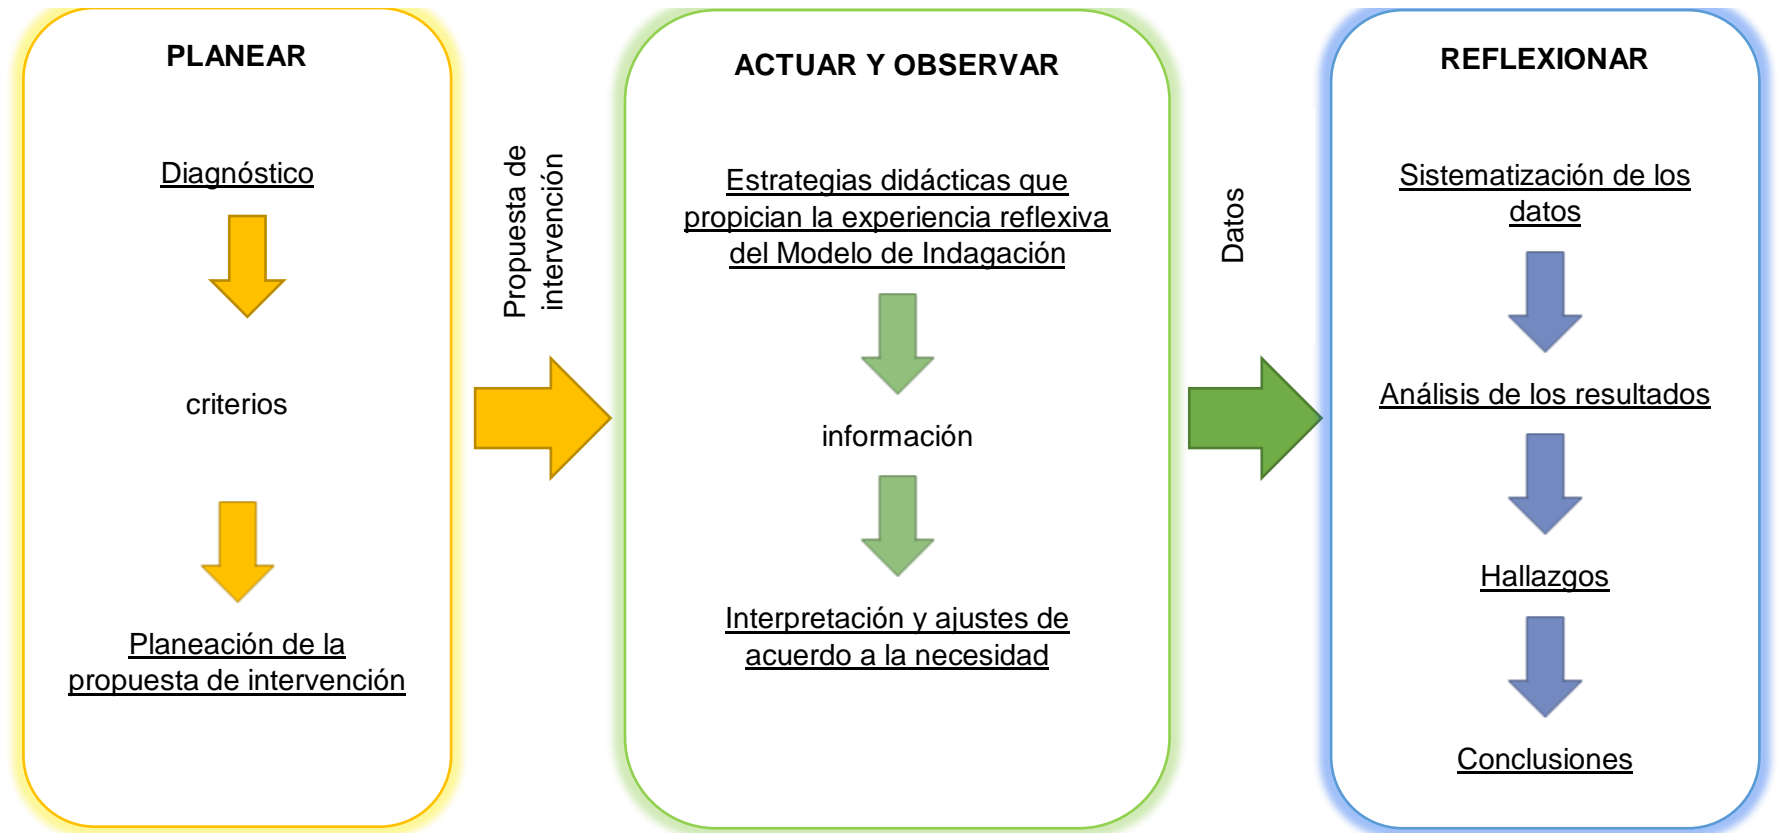 PLANEAR
Diagnóstico
criterios
Planeación de la
propuesta de intervención
Propuesta de
intervención
ACTUAR Y OBSERVAR
Estrategias didácticas que
propician la experiencia reflexiva
del Modelo de Indagación
información
Interpretación y ajustes de
acuerdo a la necesidad
Datos
REFLEXIONAR
Sistematización de los
datos
Análisis de los resultados
Hallazgos
Conclusiones